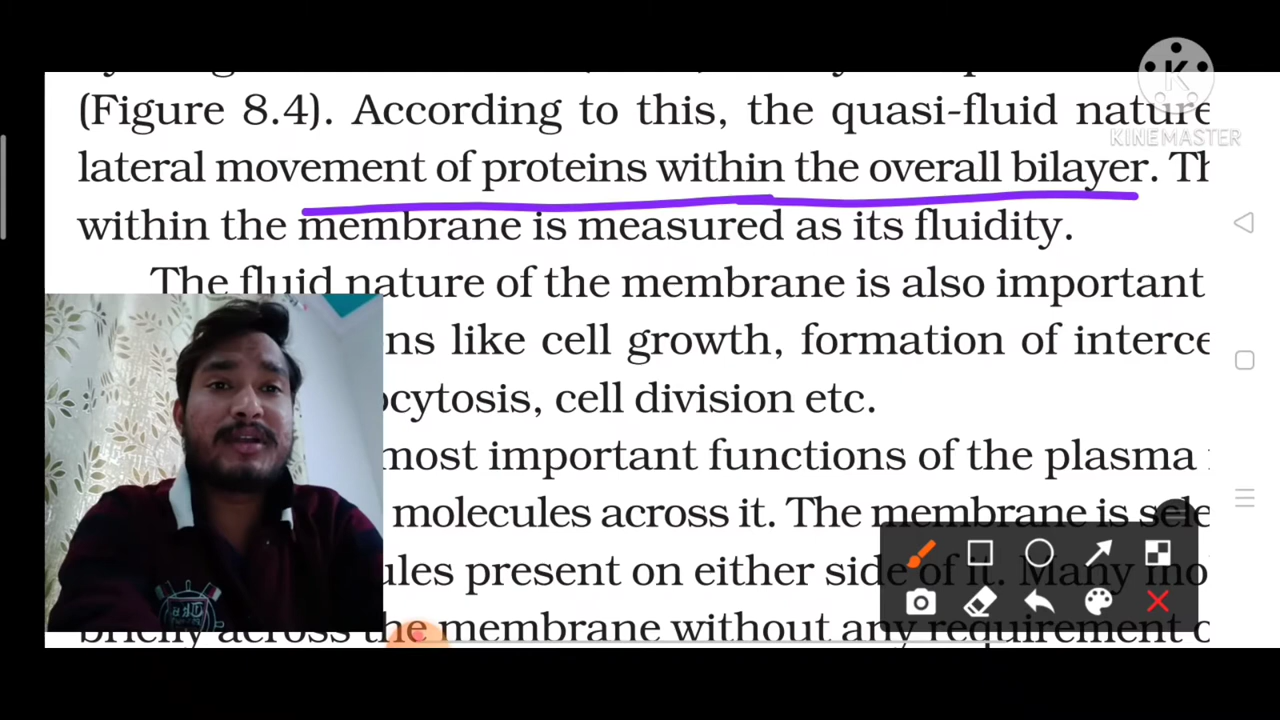 (Figure 8.4). According to this, the quasi-fluid nature
lateral movement of proteins within the overall bilayer. Th
within the membrane is measured as its fluidity.
The fluid nature of the membrane is also important
ns like cell growth, formation of interce
ocytosis, cell division etc.
most important functions of the plasma
molecules across it. The membrane is sele
ules present on either side of it. Many mo
briefly across the membrane without any requirement o
K
KINEMASTER